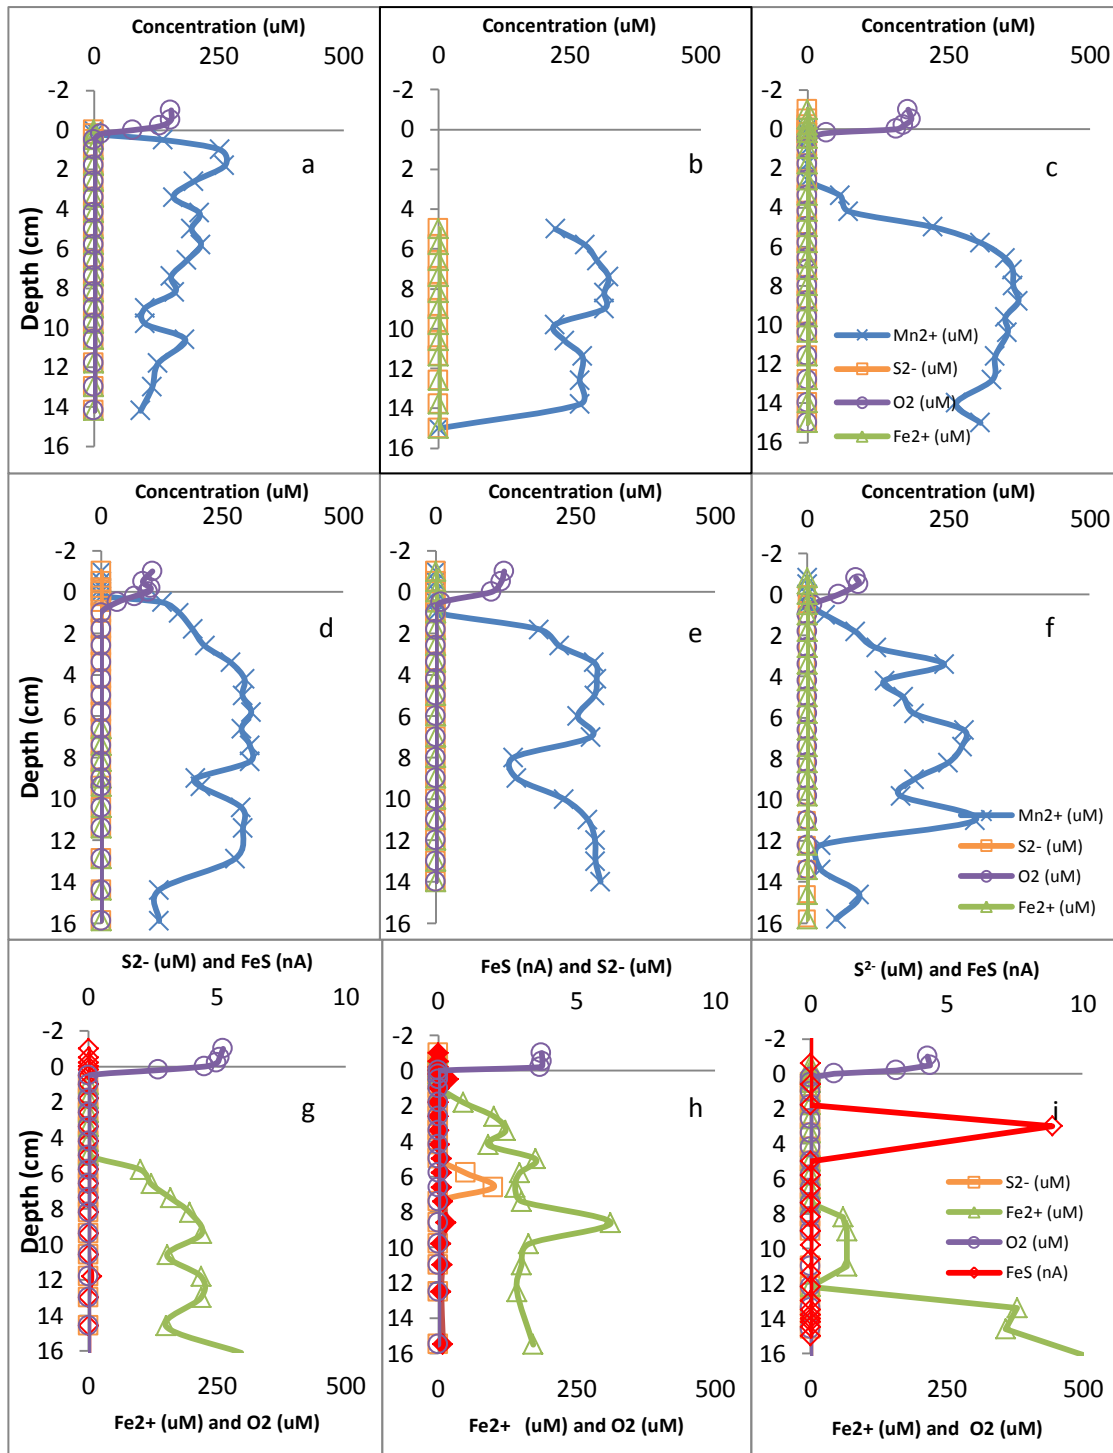 Concentration (uM)
0 250 500
-2
0
2
4
6
8
10
12
14
16
Depth (cm)
a
Concentration (uM)
0 250 500
-2
0
2
4
6
8
10
12
14
16
b
Concentration (uM)
0 250 500
-2
0
2
4
6
8
10
12
14
16
c
Mn2+ (uM)
S2- (uM)
O2 (uM)
Fe2+ (uM)
Concentration (uM)
0 250 500
-2
0
2
4
6
8
10
12
14
16
Depth (cm)
d
Concentration (uM)
0 250 500
-2
0
2
4
6
8
10
12
14
16
e
Concentration (uM)
0 250 500
-2
0
2
4
6
8
10
12
14
16
f
Mn2+ (uM)
S2- (uM)
O2 (uM)
Fe2+ (uM)
S2- (uM) and FeS (nA)
0 5 10
-2
0
2
4
6
8
10
12
14
16
Depth (cm)
g
0 250 500
Fe2+ (uM) and O2 (uM)
FeS (nA) and S2- (uM)
0 5 10
-2
0
2
4
6
8
10
12
14
16
h
0 250 500
Fe2+ (uM) and O2 (uM)
S²- (uM) and FeS (nA)
0 5 10
-2
0
2
4
6
8
10
12
14
16
i
S2- (uM)
Fe2+ (uM)
O2 (uM)
FeS (nA)
0 250 500
Fe2+ (uM) and O2 (uM)